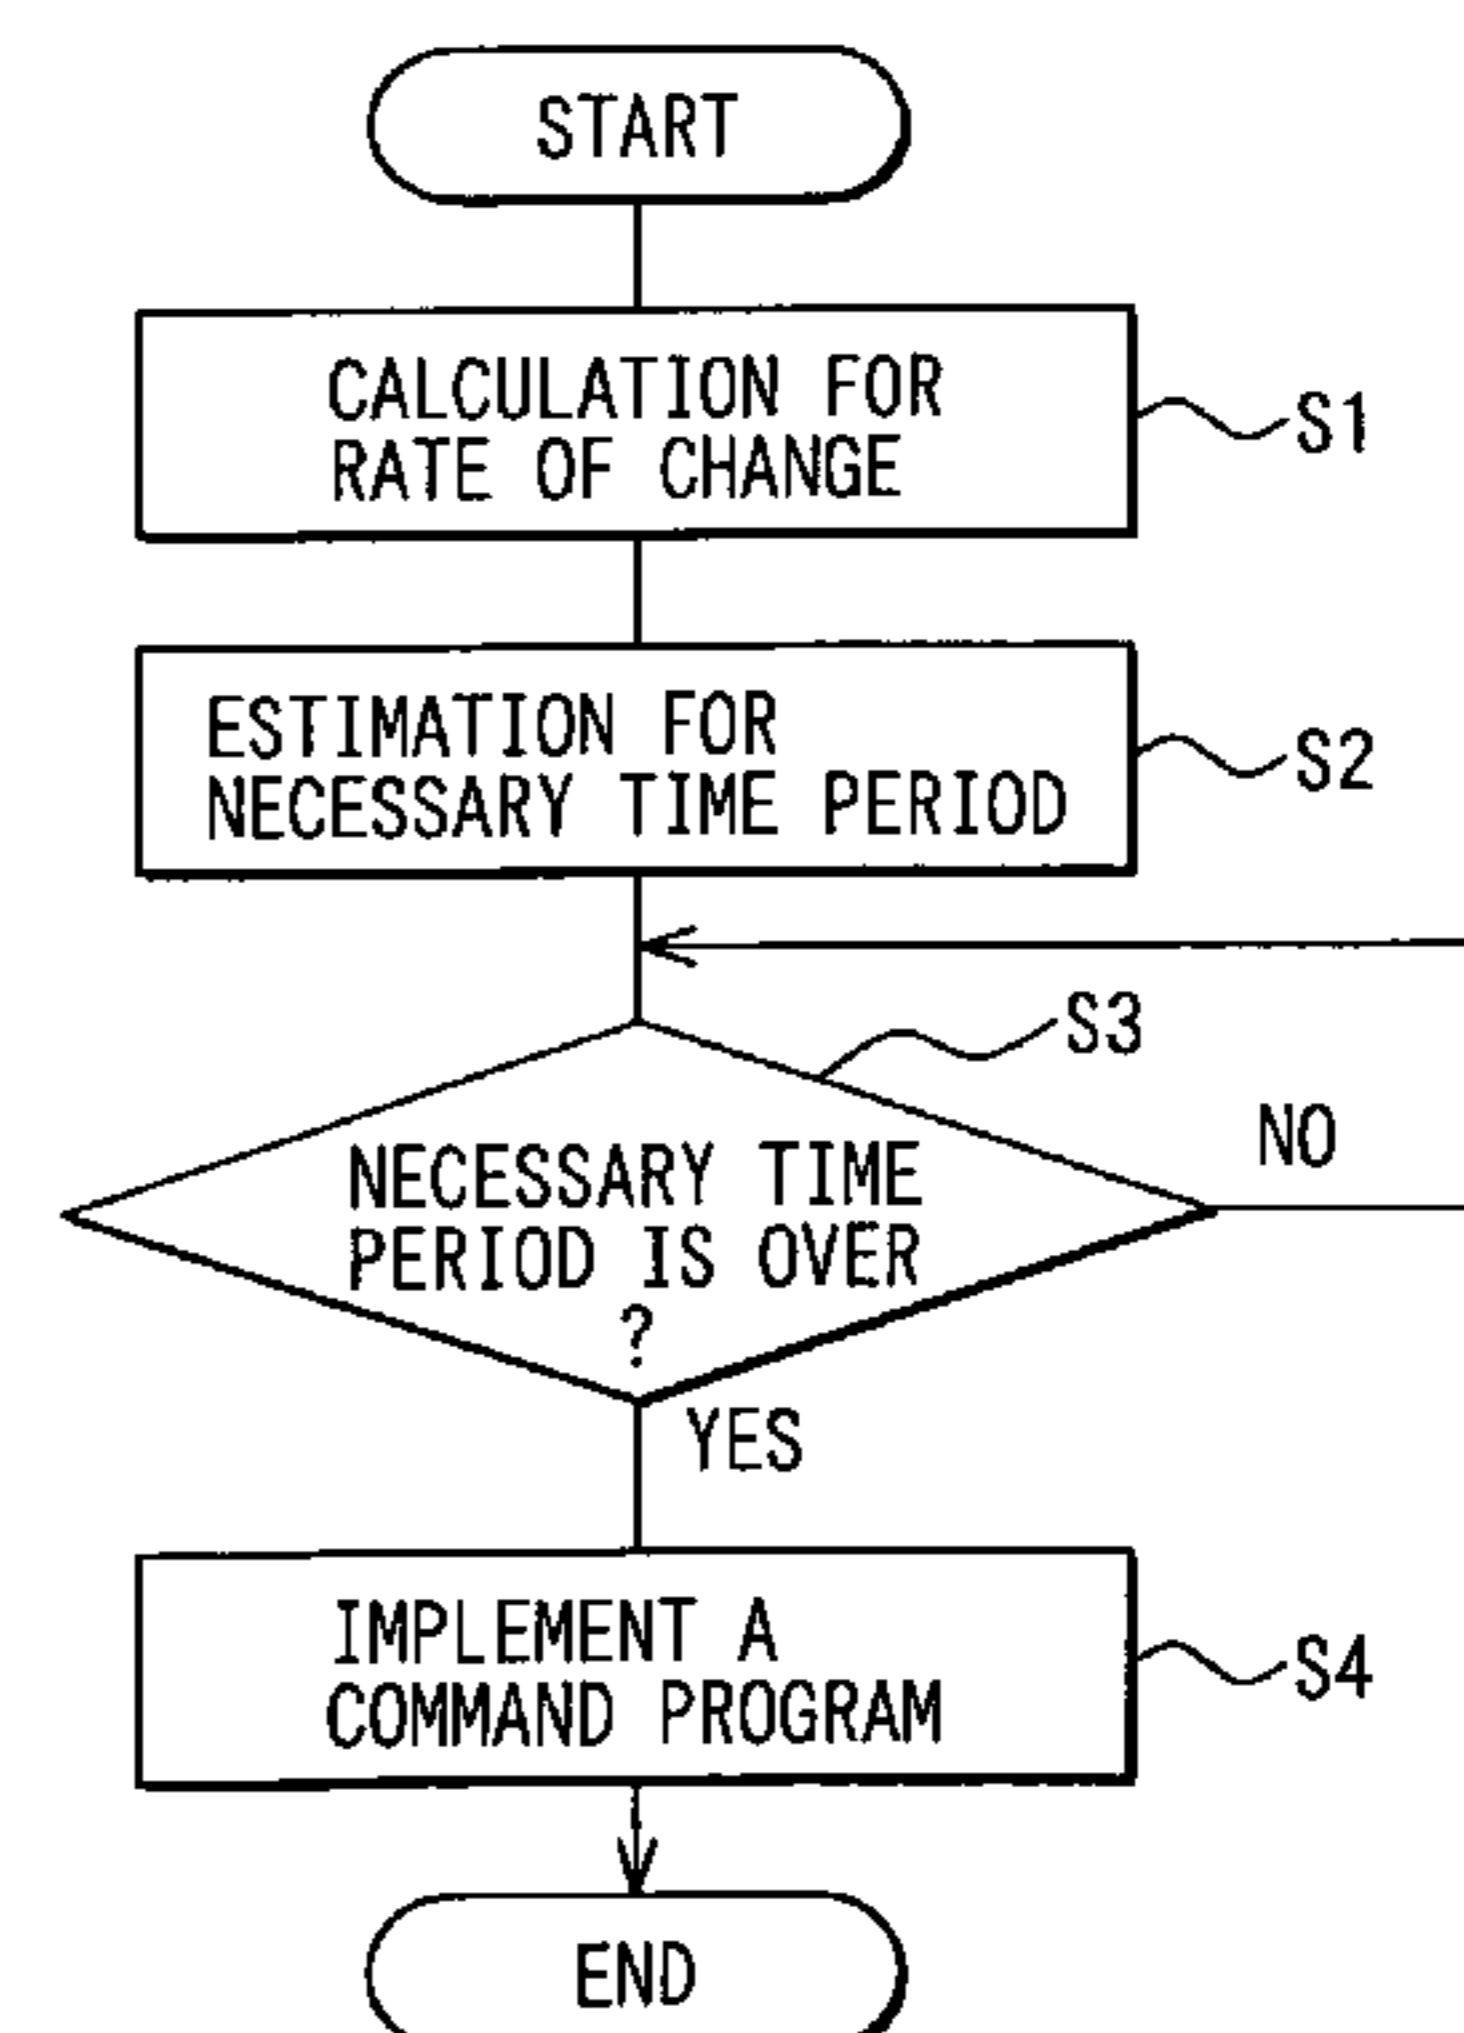 START
CALCULATION FOR
RATE OF CHANGE
S1
ESTIMATION FOR
NECESSARY TIME PERIOD
S2
S3
NO
NECESSARY TIME
PERIOD IS OVER
?
YES
IMPLEMENT A
COMMAND PROGRAM
S4
END